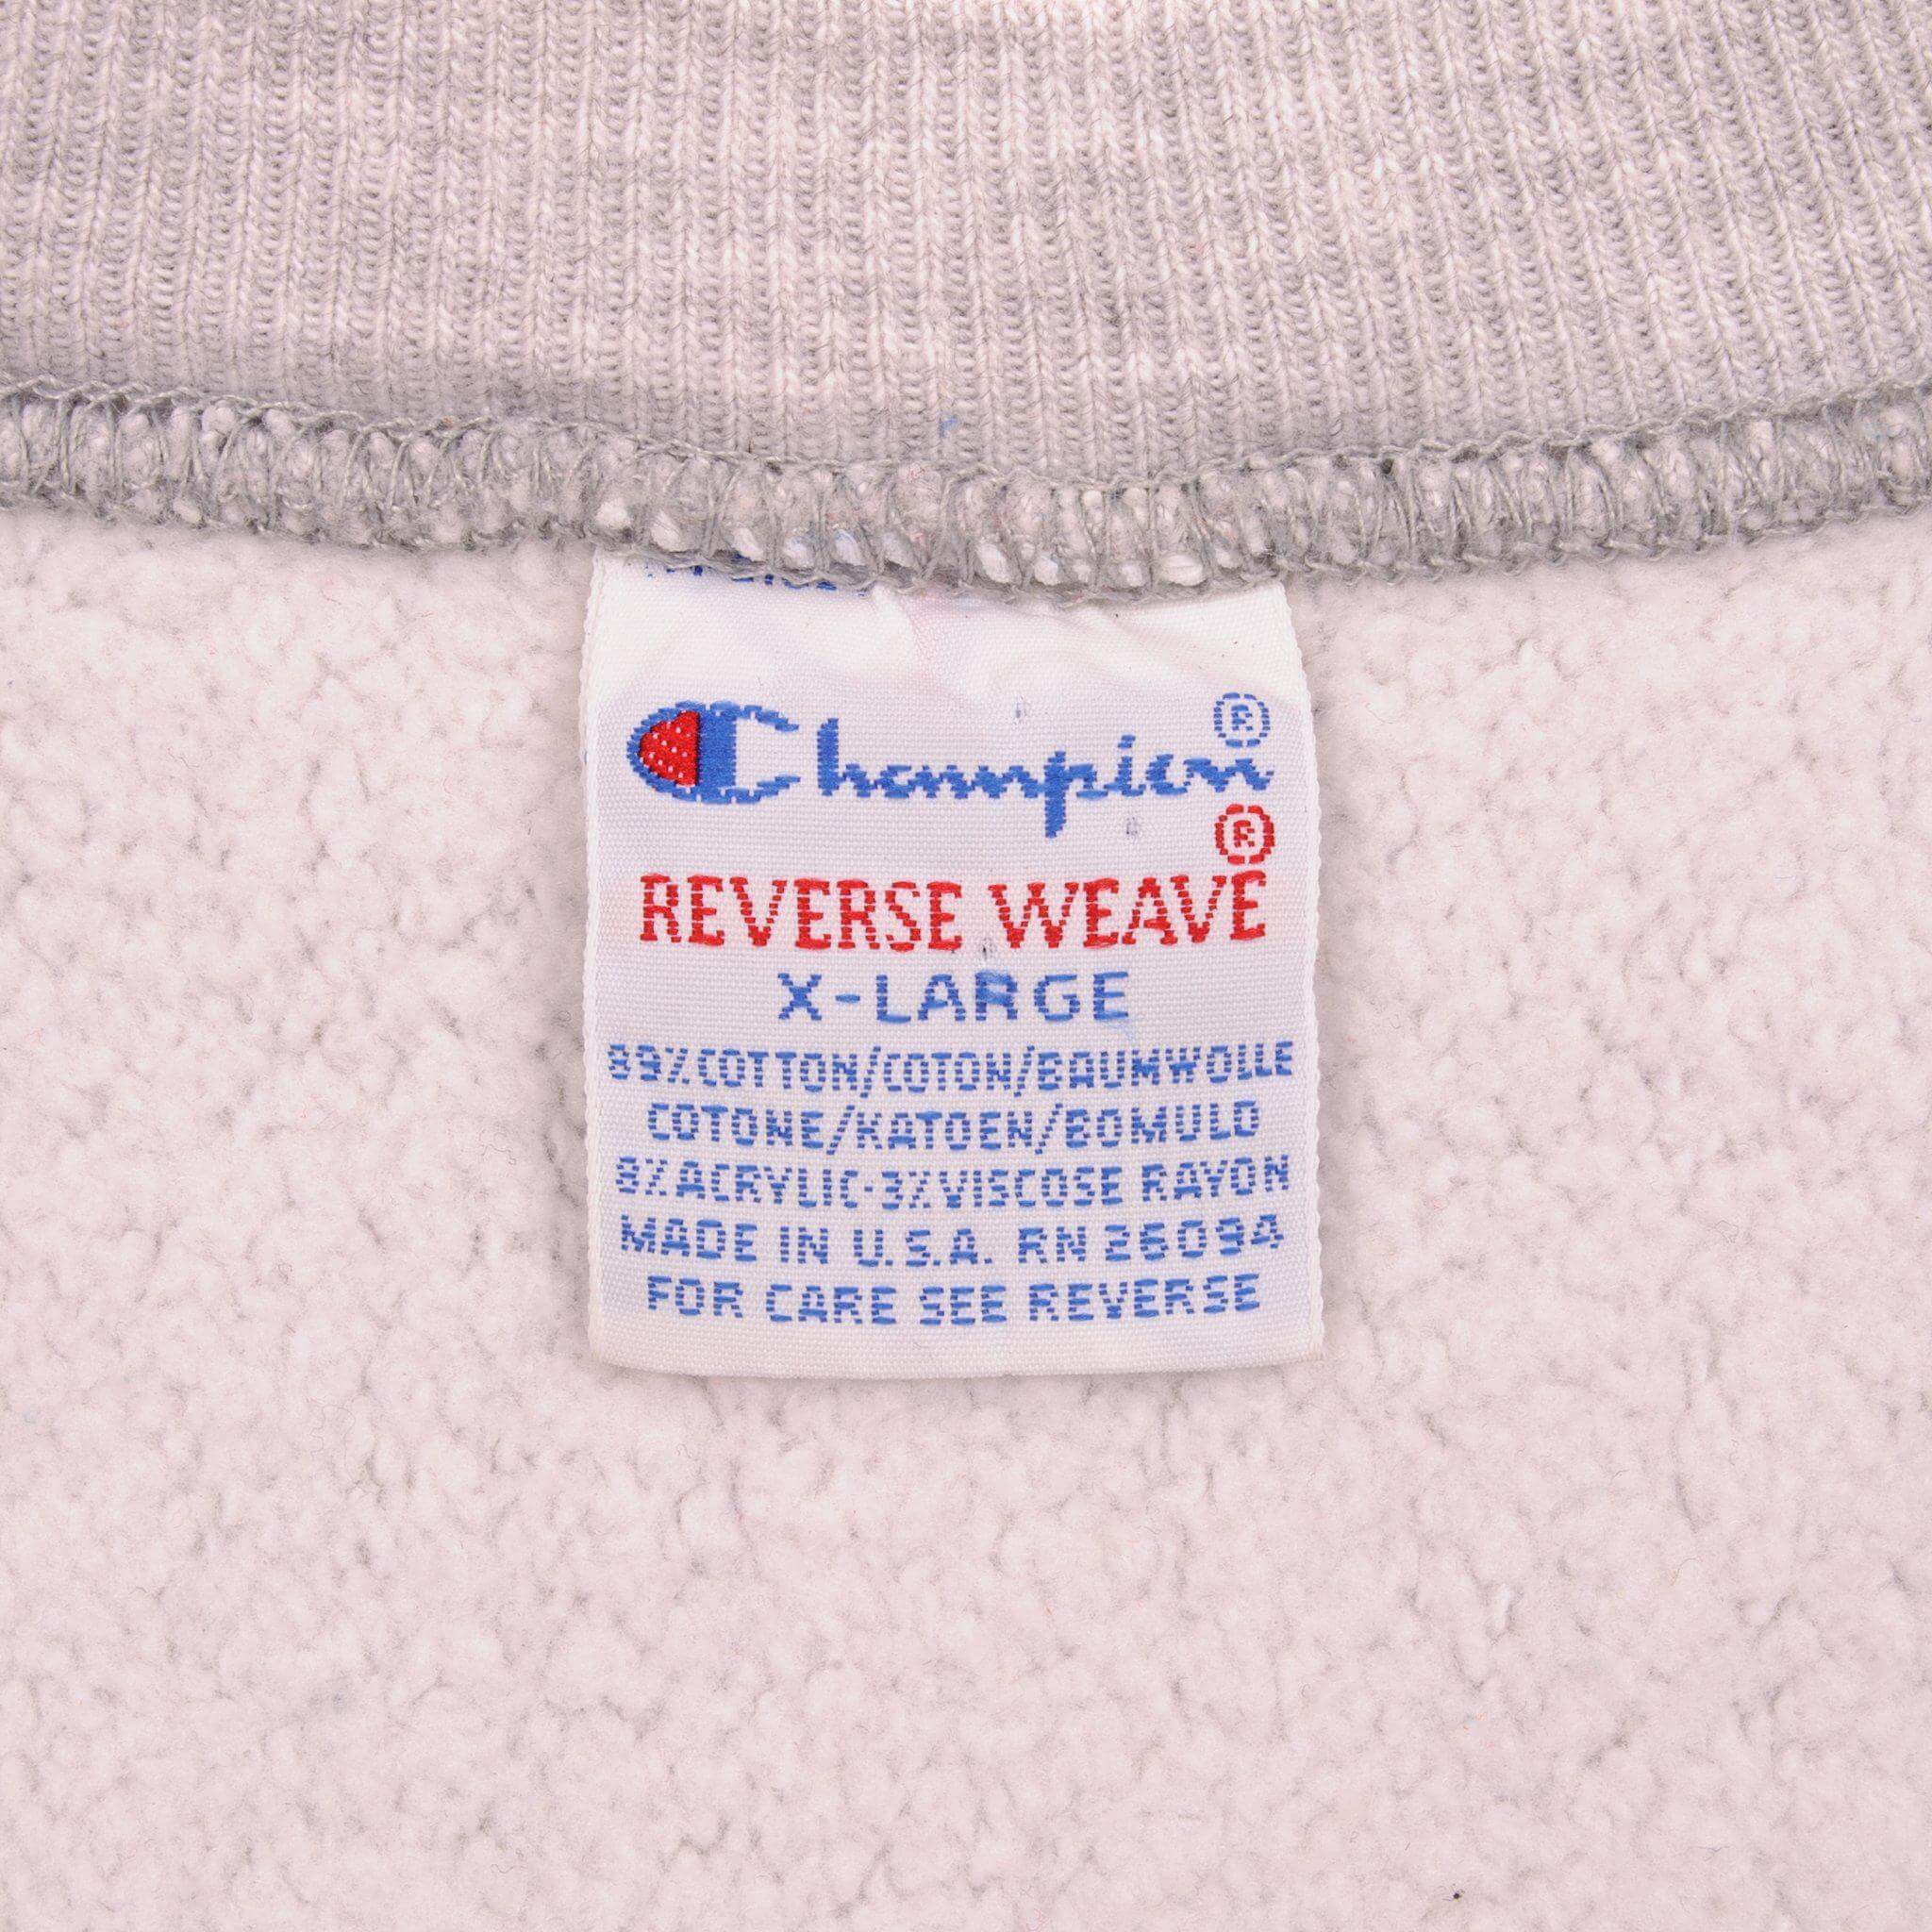 Champion®
®
REVERSE WEAVE
X-LARGE
89% COTTON/COTON/BAUMWOLLE
COTONE/KATOEN/BOMULD
8% ACRYLIC-3% VISCOSE RAYON
MADE IN U.S.A. RN 26094
FOR CARE SEE REVERSE